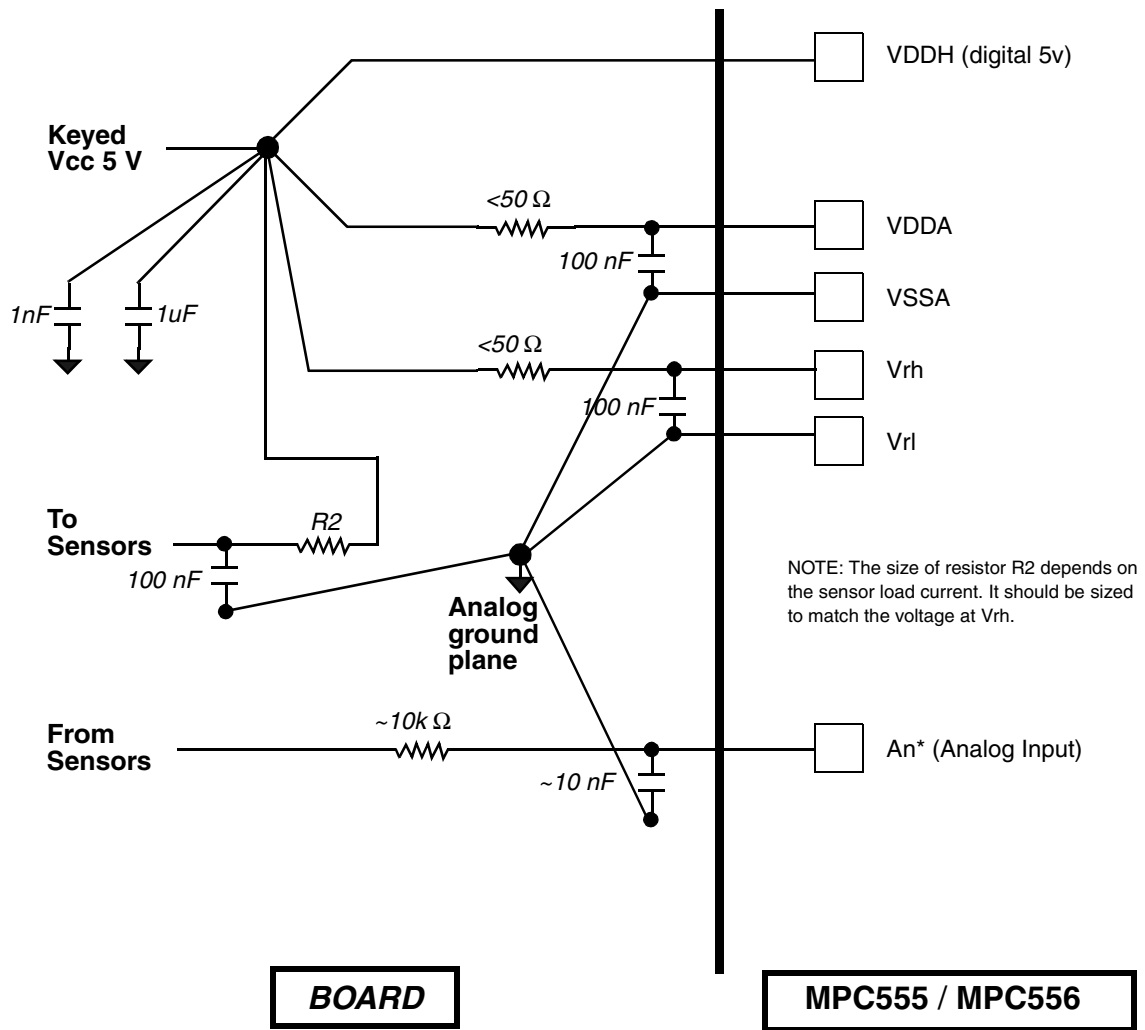 VDDH (digital 5v)
Keyed
Vcc 5 V
<50 Ω
VDDA
100 nF
VSSA
1nF
1uF
<50 Ω
Vrh
100 nF
Vrl
To
Sensors
R2
100 nF
Analog
ground
plane
NOTE: The size of resistor R2 depends on
the sensor load current. It should be sized
to match the voltage at Vrh.
From
Sensors
~10k Ω
An* (Analog Input)
~10 nF
BOARD
MPC555 / MPC556